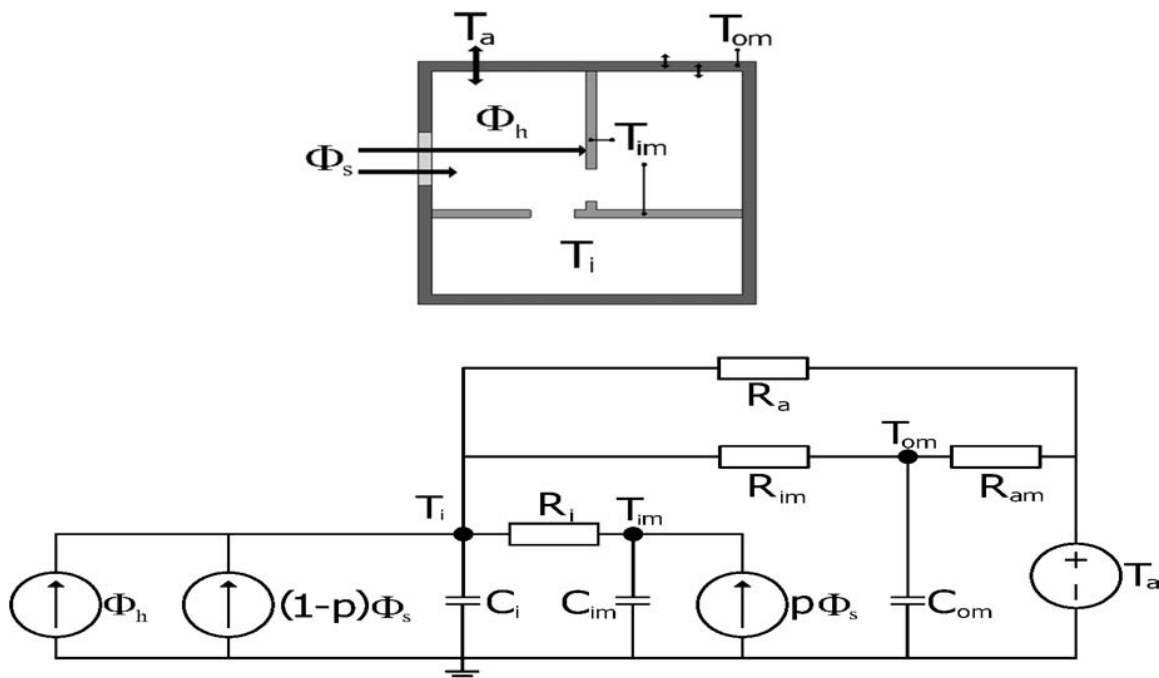 Ta
Tom
Φh
Tim
Φs
Ti
Ra
Tom
Rim
Ram
Ti
Ri
Tim
Φh
(1-p)Φs
Ci
Cim
pΦs
Com
+
-
Ta